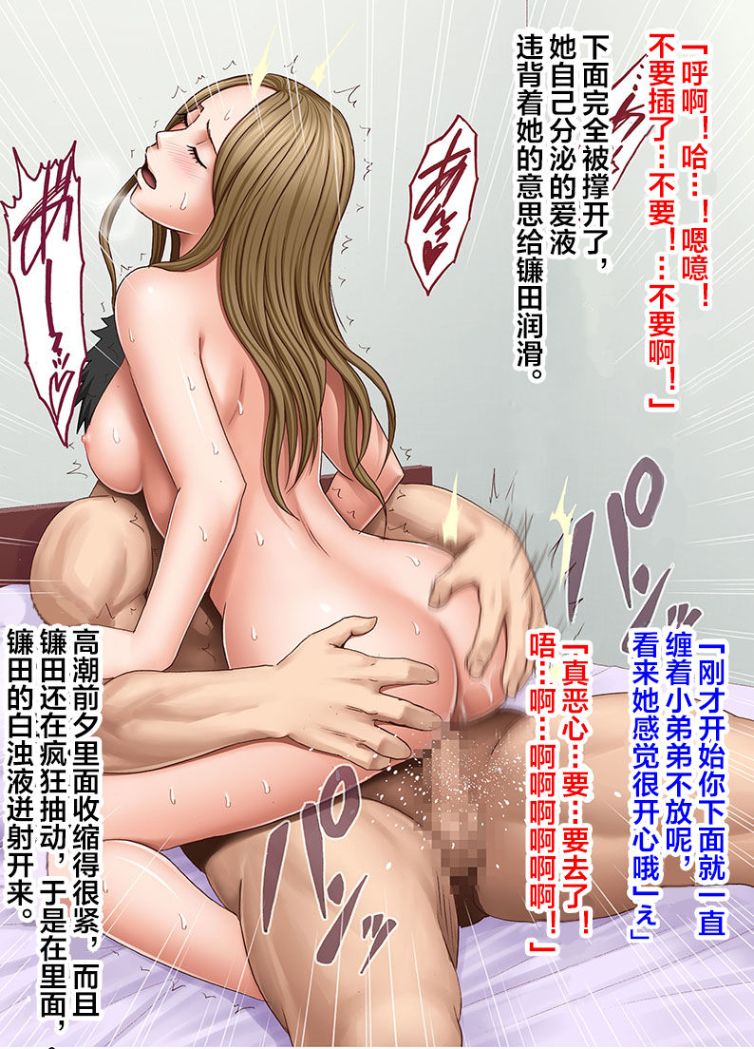 「呼啊！哈…！嗯噫！
不要插了…不要！…不要啊！」
下面完全被撑开了，
她自己分泌的爱液
违背着她的意思给镰田润滑。
パンッ
「刚才开始你下面就一直
缠着小弟弟不放呢，
看来她感觉很开心哦」ぇ」
「真恶心…要…要去了！
唔…啊…啊啊啊啊啊啊！」
パンッ
高潮前夕里面收缩得很紧，而且
镰田还在疯狂抽动，于是在里面，
镰田的白浊液迸射开来。